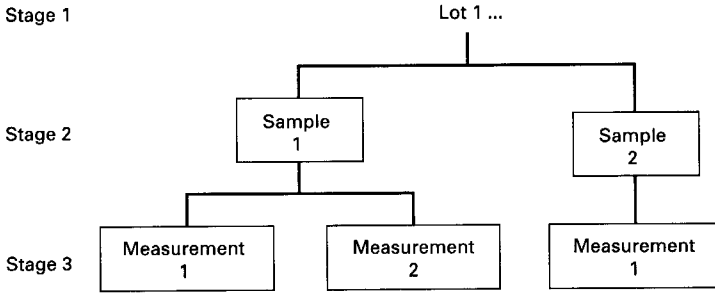 Stage 1
Lot 1 ...
Stage 2
Sample
1
Sample
2
Stage 3
Measurement
1
Measurement
2
Measurement
1